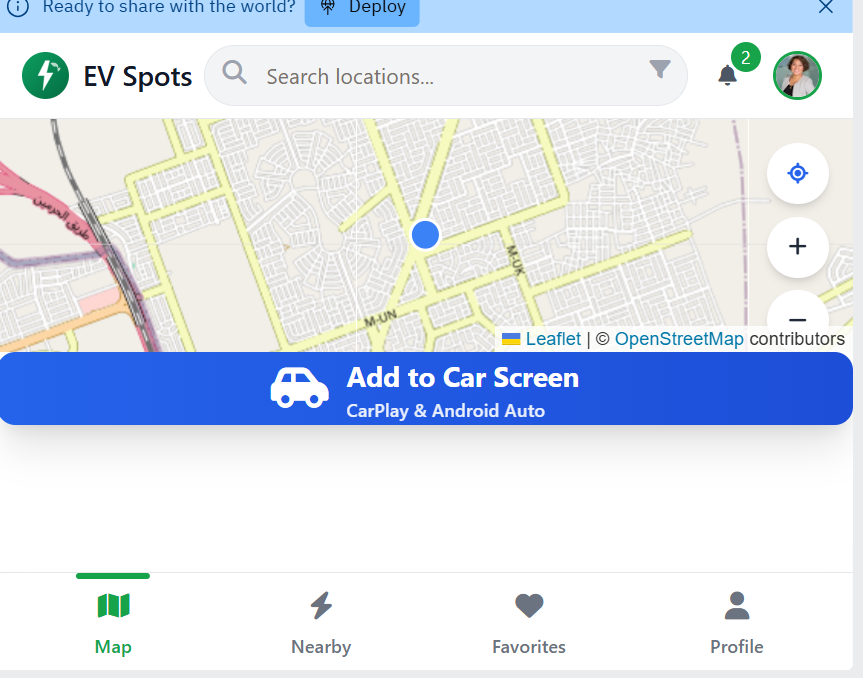 Ready to share with the world? Deploy
EV Spots
Search locations...
2
طريق الحرمين
M-UK
M-UN
Leaflet | © OpenStreetMap contributors
Add to Car Screen
CarPlay & Android Auto
Map Nearby Favorites Profile